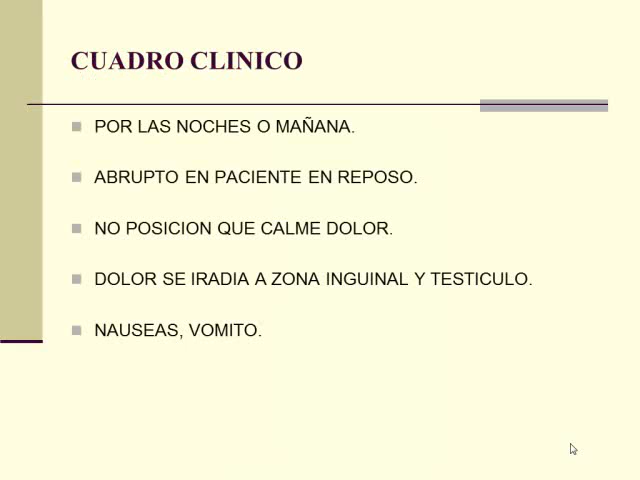 CUADRO CLINICO
POR LAS NOCHES O MAÑANA.
ABRUPTO EN PACIENTE EN REPOSO.
NO POSICION QUE CALME DOLOR.
DOLOR SE IRADIA A ZONA INGUINAL Y TESTICULO.
NAUSEAS, VOMITO.